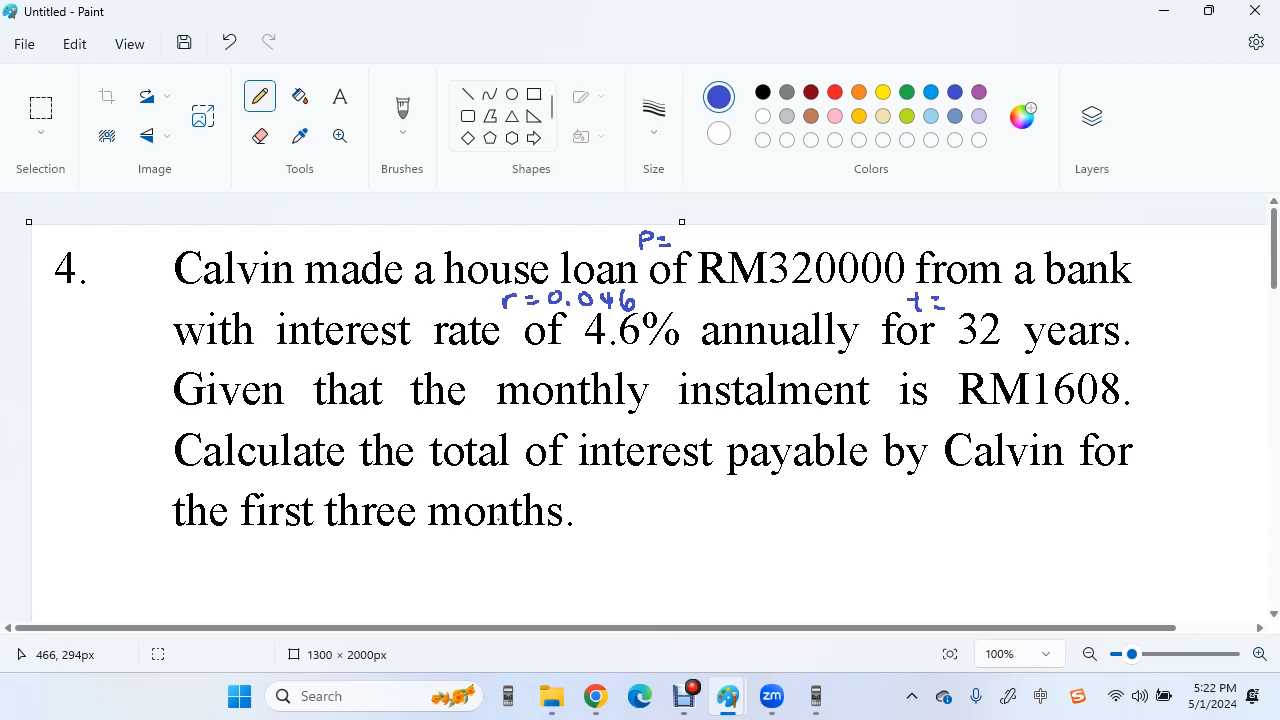 Untitled - Paint
File Edit View
Selection Image Tools Brushes Shapes Size Colors Layers
P=
4. Calvin made a house loan of RM320000 from a bank
r = 0.046 t =
with interest rate of 4.6% annually for 32 years.
Given that the monthly instalment is RM1608.
Calculate the total of interest payable by Calvin for
the first three months.
466, 294px 1300 × 2000px 100%
Search zm 中 S 5:22 PM
5/1/2024